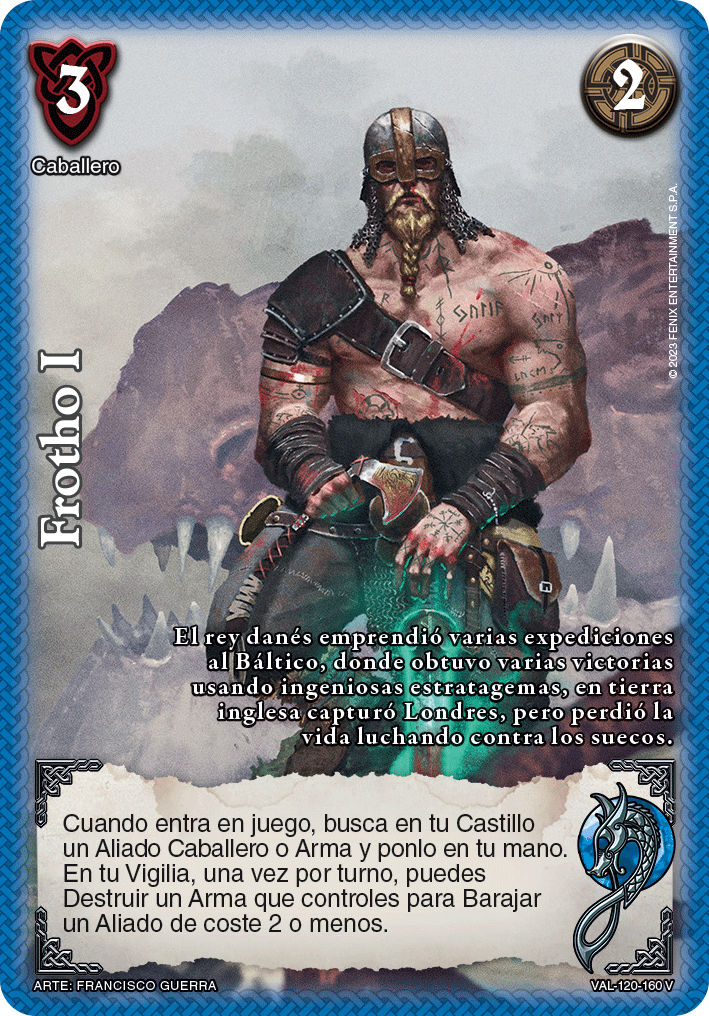 3
2
Caballero
© 2023 FENIX ENTERTAINMENT S.P.A.
Frotho I
El rey danés emprendió varias expediciones
al Báltico, donde obtuvo varias victorias
usando ingeniosas estratagemas, en tierra
inglesa capturó Londres, pero perdió la
vida luchando contra los suecos.
Cuando entra en juego, busca en tu Castillo
un Aliado Caballero o Arma y ponlo en tu mano.
En tu Vigilia, una vez por turno, puedes
Destruir un Arma que controles para Barajar
un Aliado de coste 2 o menos.
ARTE: FRANCISCO GUERRA
VAL-120-160 V